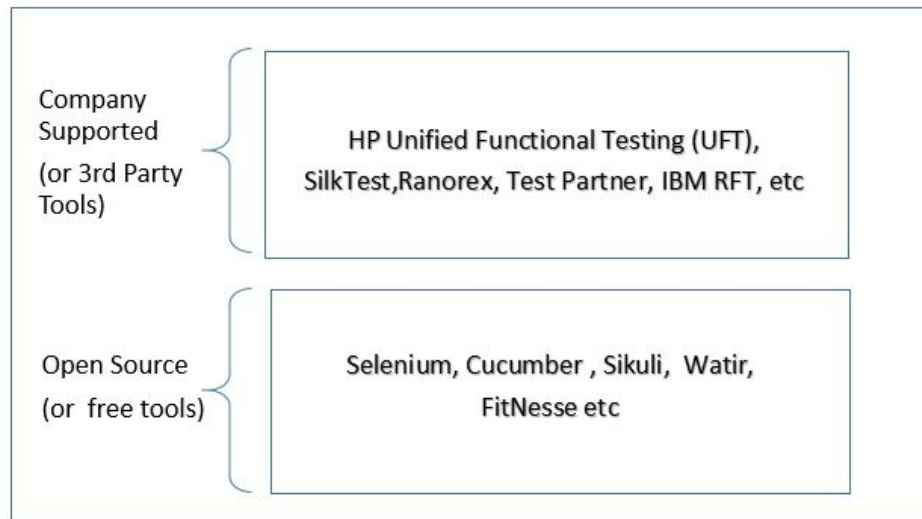 Company
Supported
(or 3rd Party
Tools)
HP Unified Functional Testing (UFT),
SilkTest,Ranorex, Test Partner, IBM RFT, etc
Open Source
(or  free tools)
Selenium, Cucumber , Sikuli,  Watir,
FitNesse etc